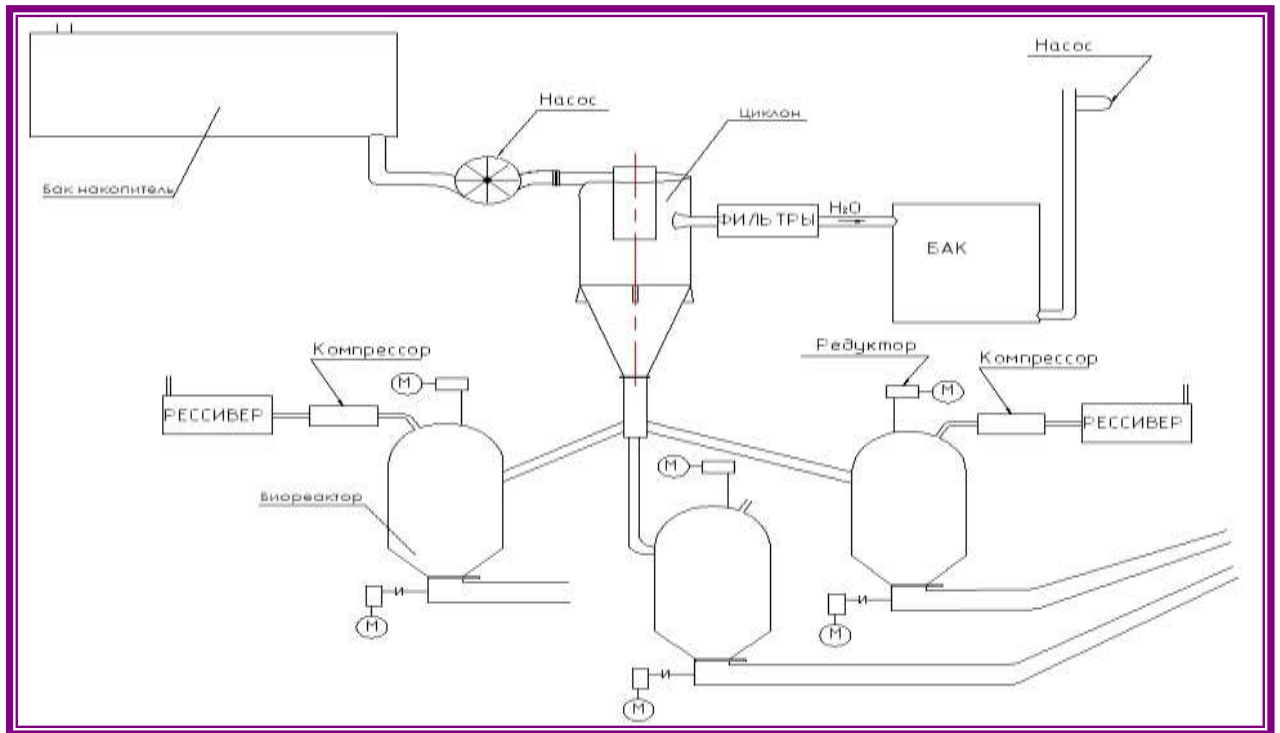 Насос
Насос
Циклон
Бак накопитель
H₂O
ФИЛЬТРЫ
БАК
Редуктор
Компрессор
Компрессор
М
М
РЕССИВЕР
РЕССИВЕР
М
Биореактор
М
М
М